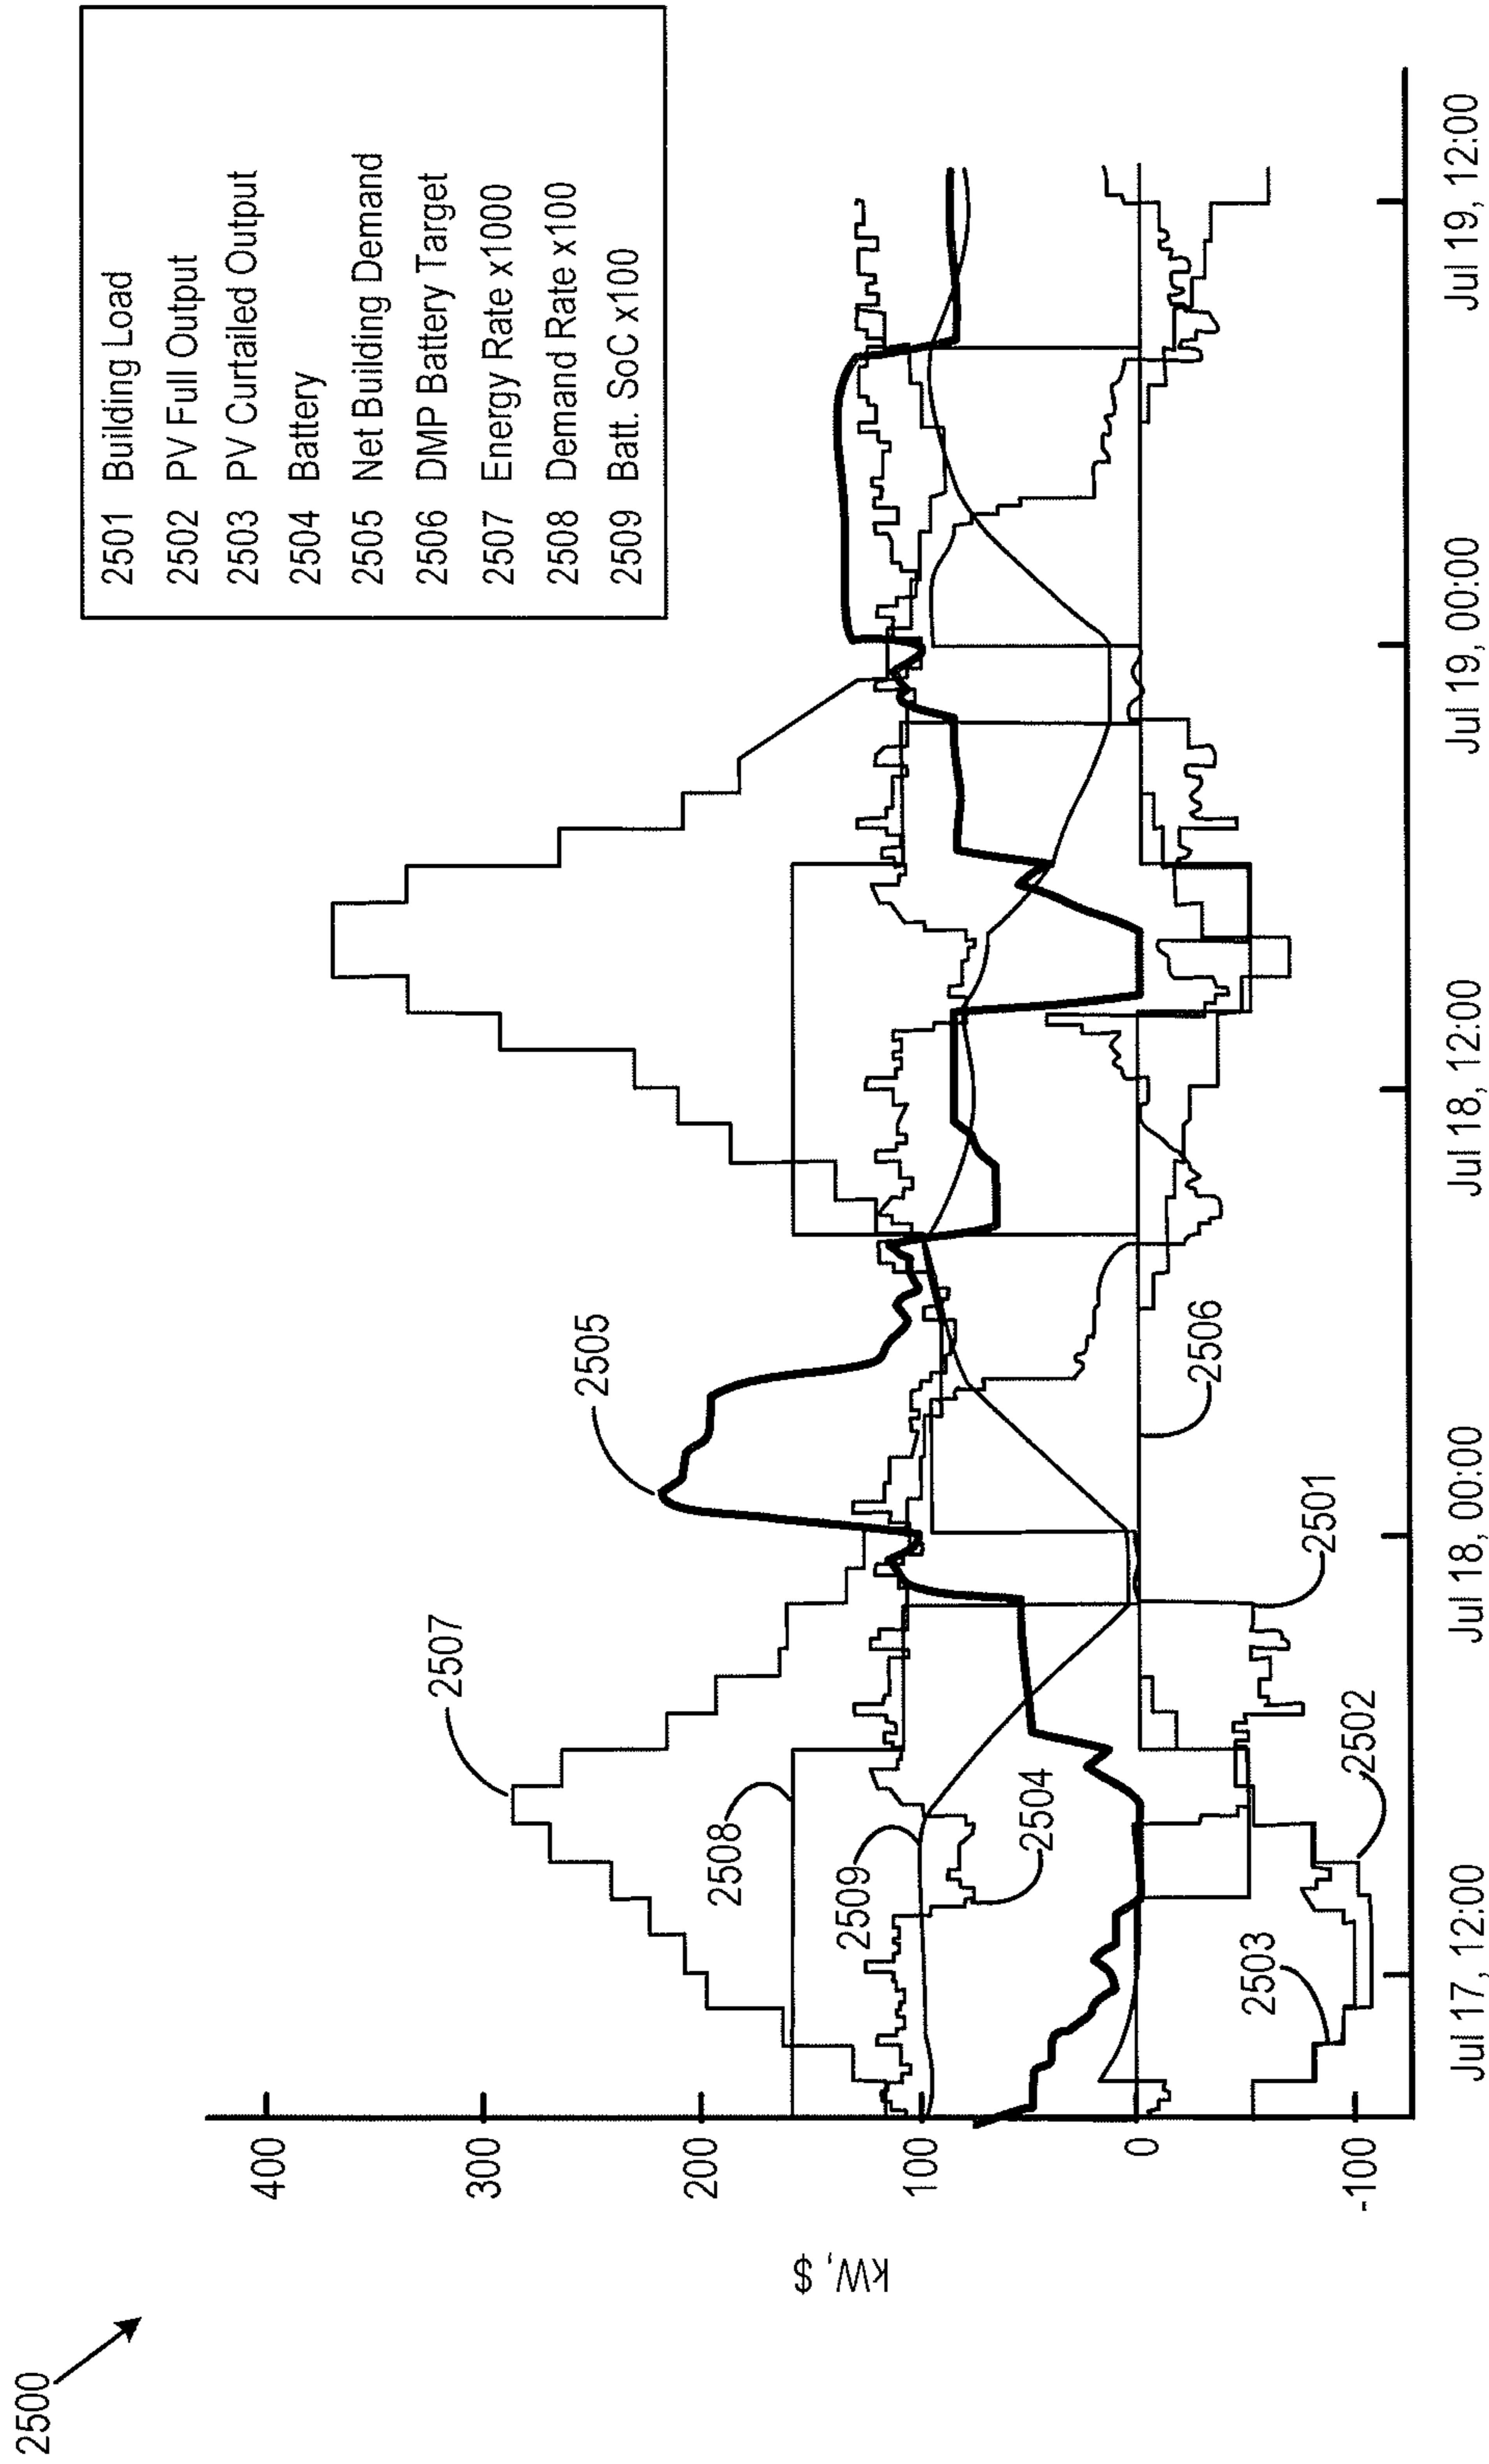 2500
2501 Building Load
2502 PV Full Output
2503 PV Curtailed Output
2504 Battery
2505 Net Building Demand
2506 DMP Battery Target
2507 Energy Rate x1000
2508 Demand Rate x100
2509 Batt. SoC x100
kW, $
400
300
200
100
0
-100
2507
2505
2508
2509
2504
2503
2502
2501
2506
Jul 17, 12:00
Jul 18, 00:00
Jul 18, 12:00
Jul 19, 00:00
Jul 19, 12:00